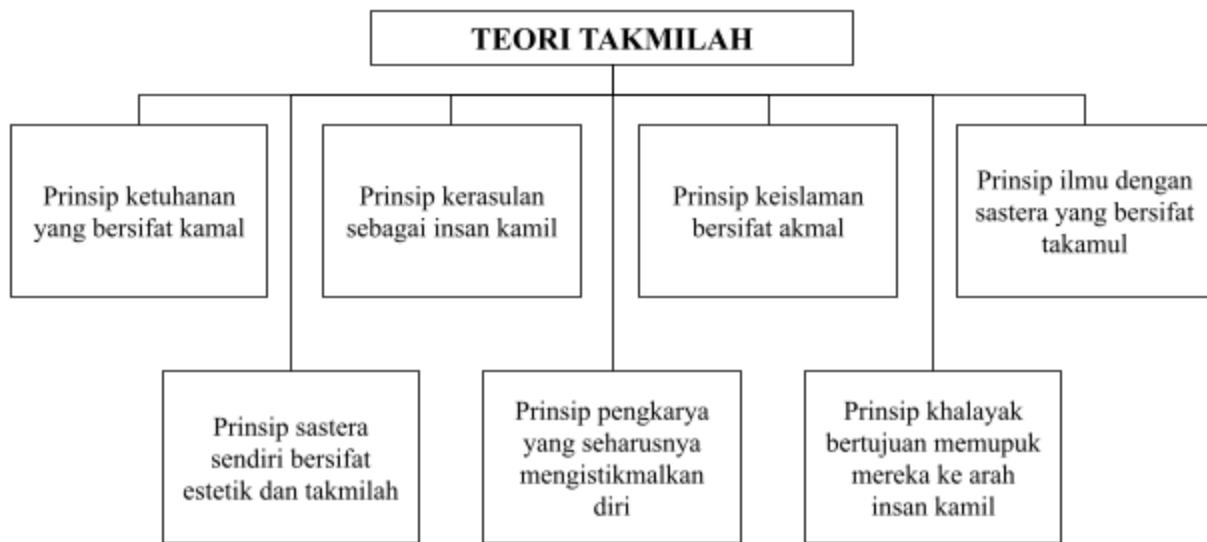 TEORI TAKMILAH
Prinsip ketuhanan
yang bersifat kamal
Prinsip kerasulan
sebagai insan kamil
Prinsip keislaman
bersifat akmal
Prinsip ilmu dengan
sastera yang bersifat
takamul
Prinsip sastera
sendiri bersifat
estetik dan takmilah
Prinsip pengkarya
yang seharusnya
mengistikmalkan
diri
Prinsip khalayak
bertujuan memupuk
mereka ke arah
insan kamil